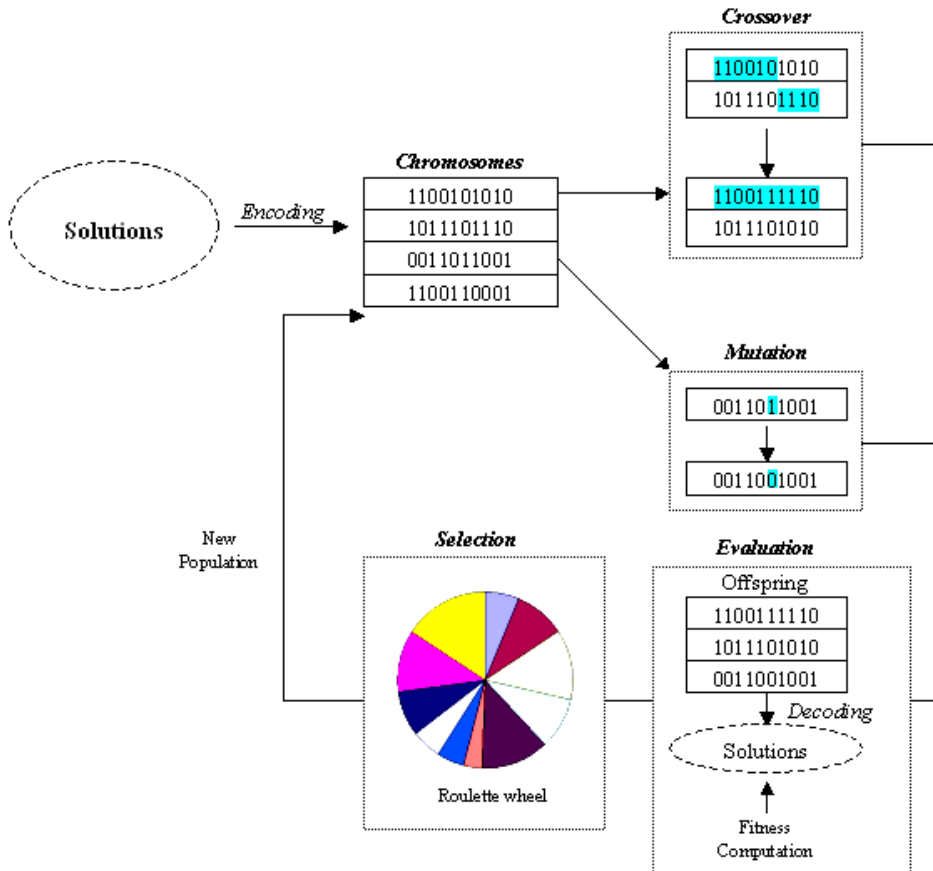 Crossover
1100101010
1011101110
1100111110
1011101010
Chromosomes
1100101010
1011101110
0011011001
1100110001
Solutions
Encoding
Mutation
0011011001
0011001001
New
Population
Selection
Roulette wheel
Evaluation
Offspring
1100111110
1011101010
0011001001
Decoding
Solutions
Fitness
Computation